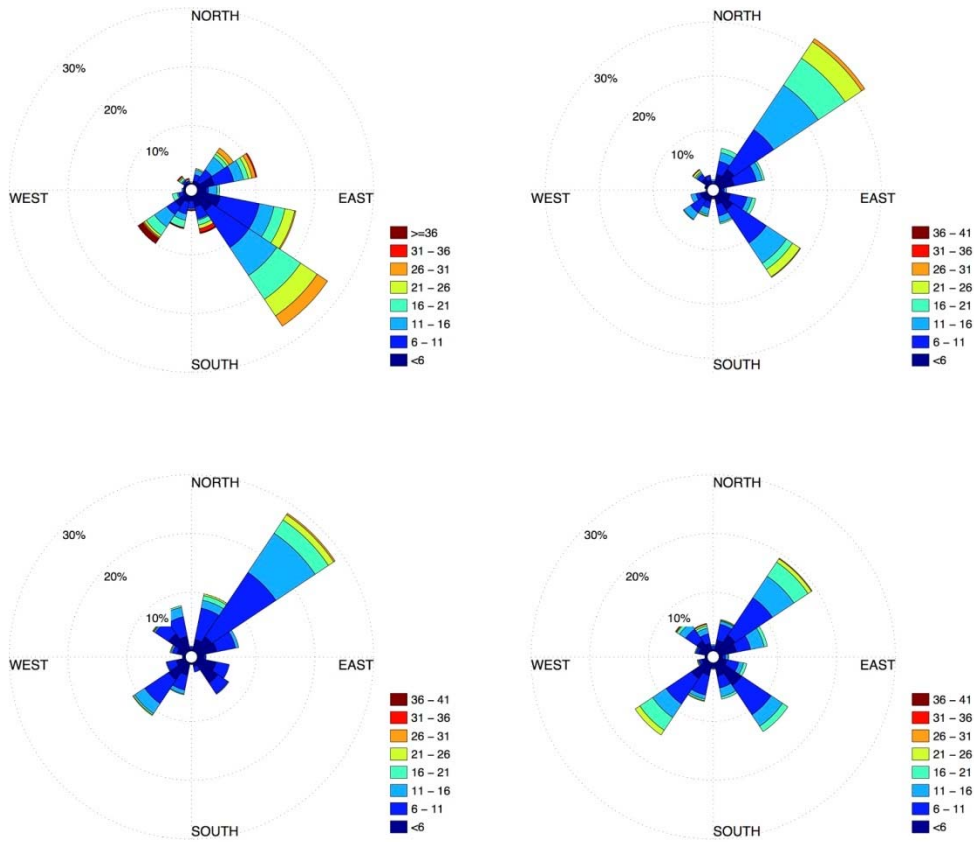 NORTH
30%
20%
10%
WEST
EAST
SOUTH
>=36
31 – 36
26 – 31
21 – 26
16 – 21
11 – 16
6 – 11
<6
NORTH
30%
20%
10%
WEST
EAST
SOUTH
36 – 41
31 – 36
26 – 31
21 – 26
16 – 21
11 – 16
6 – 11
<6
NORTH
30%
20%
10%
WEST
EAST
SOUTH
36 – 41
31 – 36
26 – 31
21 – 26
16 – 21
11 – 16
6 – 11
<6
NORTH
30%
20%
10%
WEST
EAST
SOUTH
36 – 41
31 – 36
26 – 31
21 – 26
16 – 21
11 – 16
6 – 11
<6